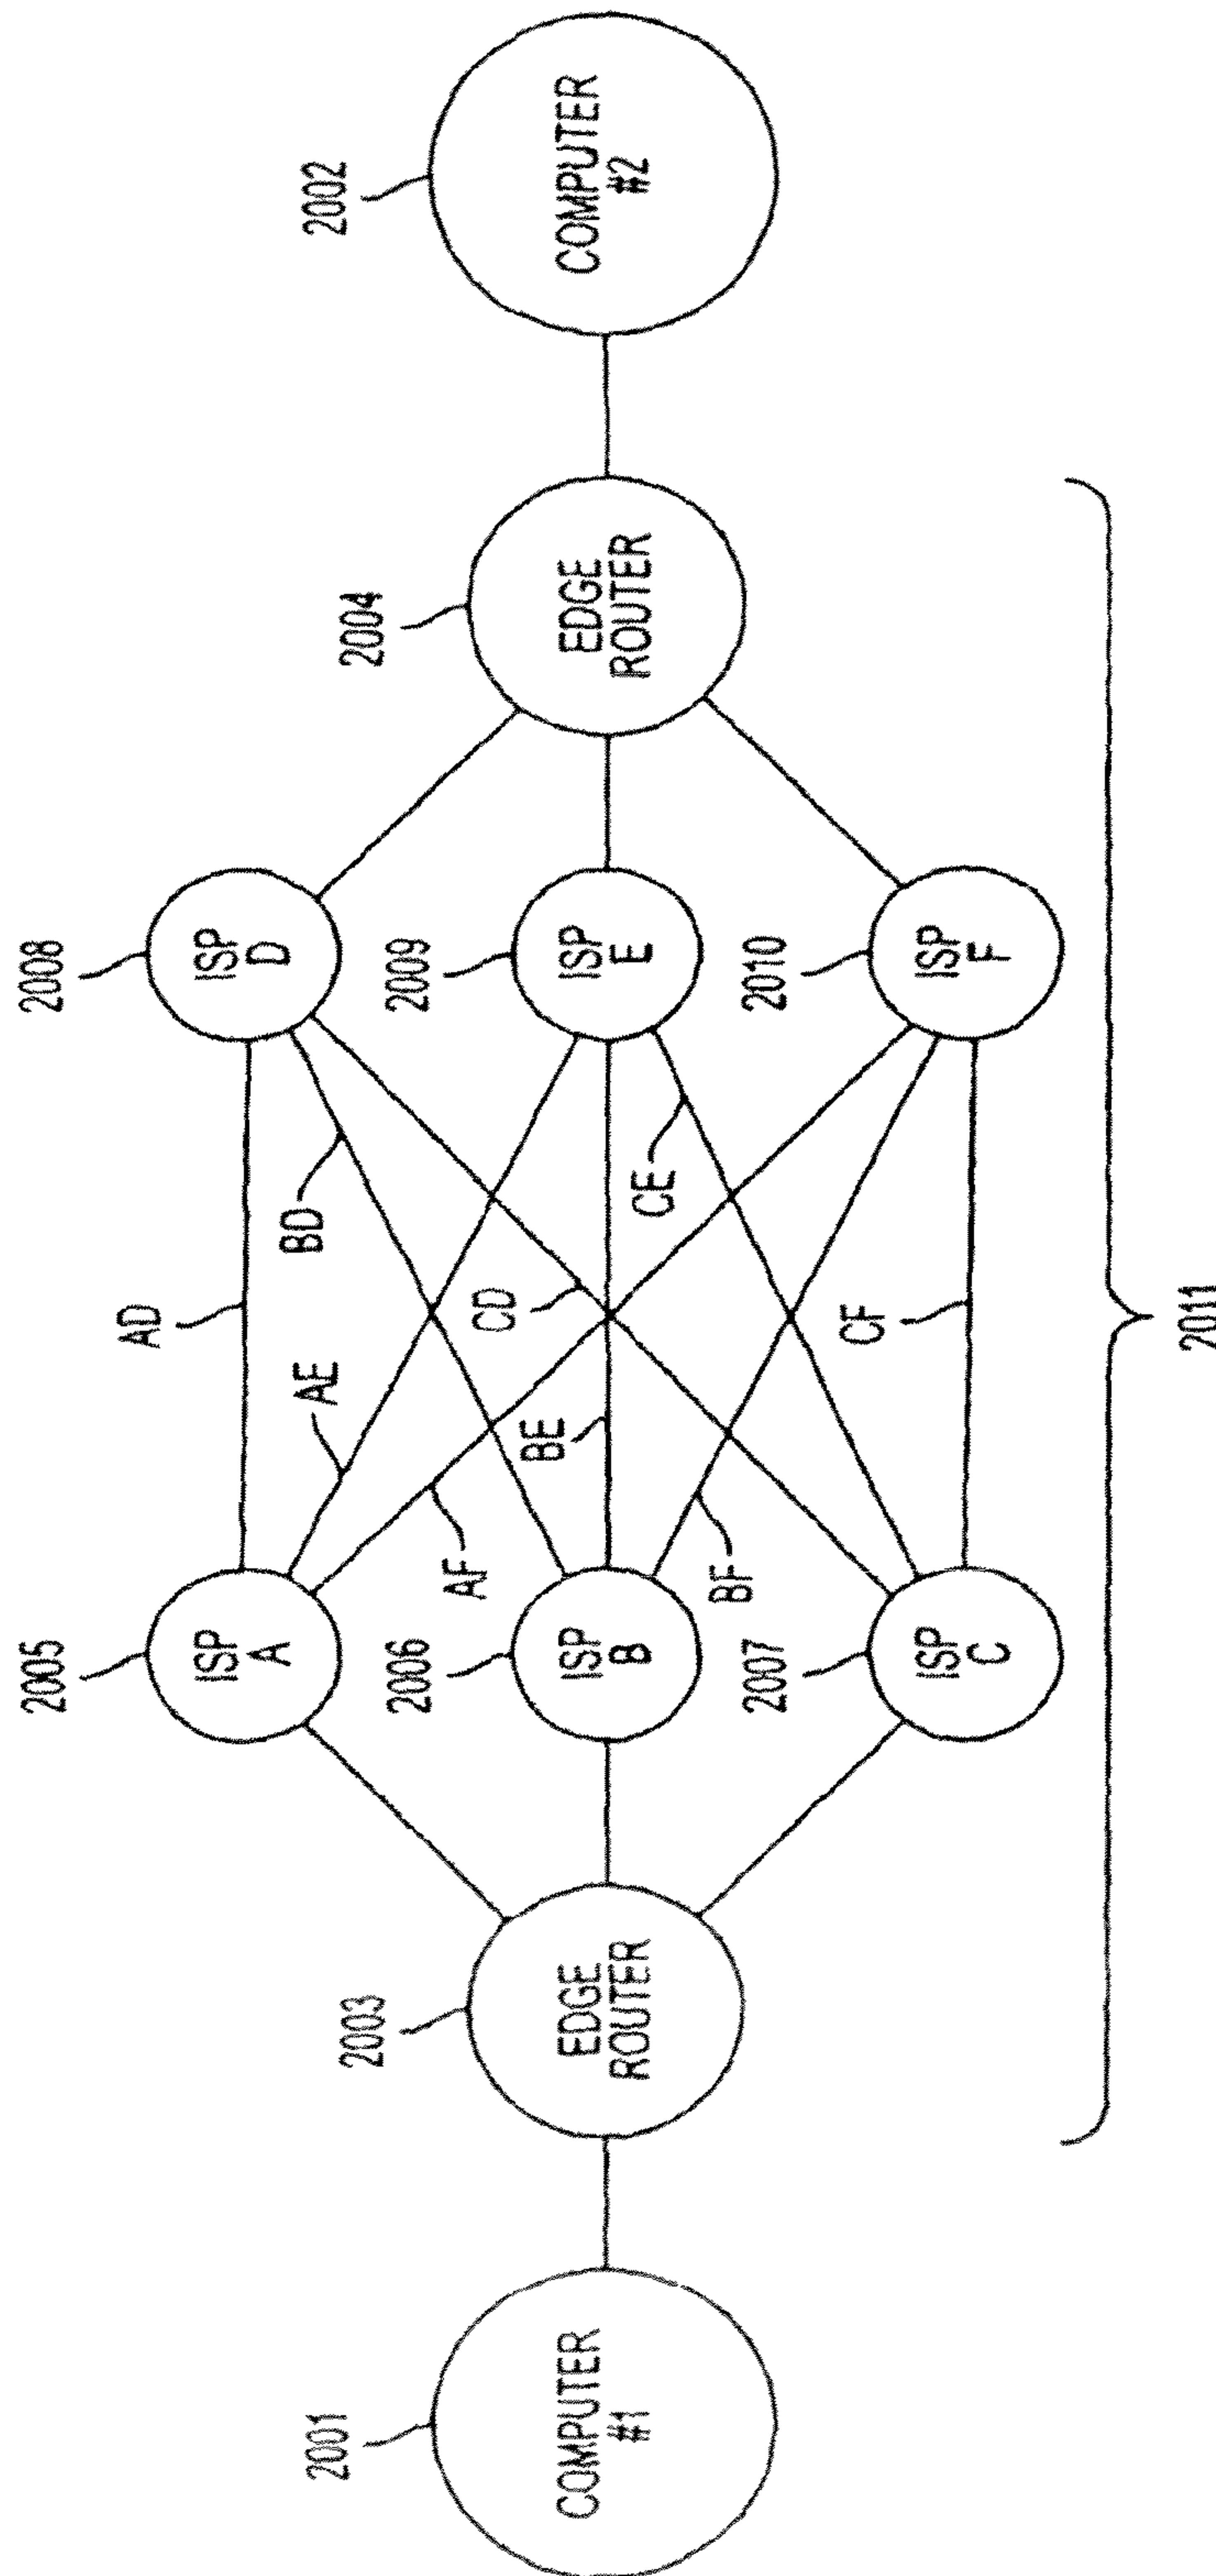 2001
COMPUTER
#1
2003
EDGE
ROUTER
2005
ISP
A
2006
ISP
B
2007
ISP
C
AD
AE
AF
BD
BE
BF
CD
CE
CF
2008
ISP
D
2009
ISP
E
2010
ISP
F
2004
EDGE
ROUTER
2002
COMPUTER
#2
2011